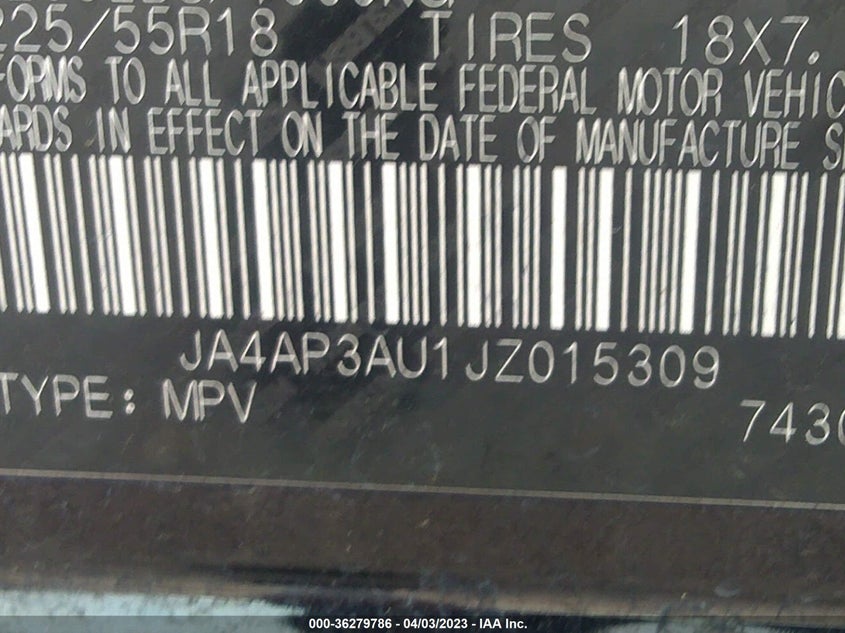 225/55R18 TIRES 18X7.
FORMS TO ALL APPLICABLE FEDERAL MOTOR VEHIC
ARDS IN EFFECT ON THE DATE OF MANUFACTURE S
JA4AP3AU1JZ015309
TYPE: MPV 7430
000-36279786 - 04/03/2023 - IAA Inc.